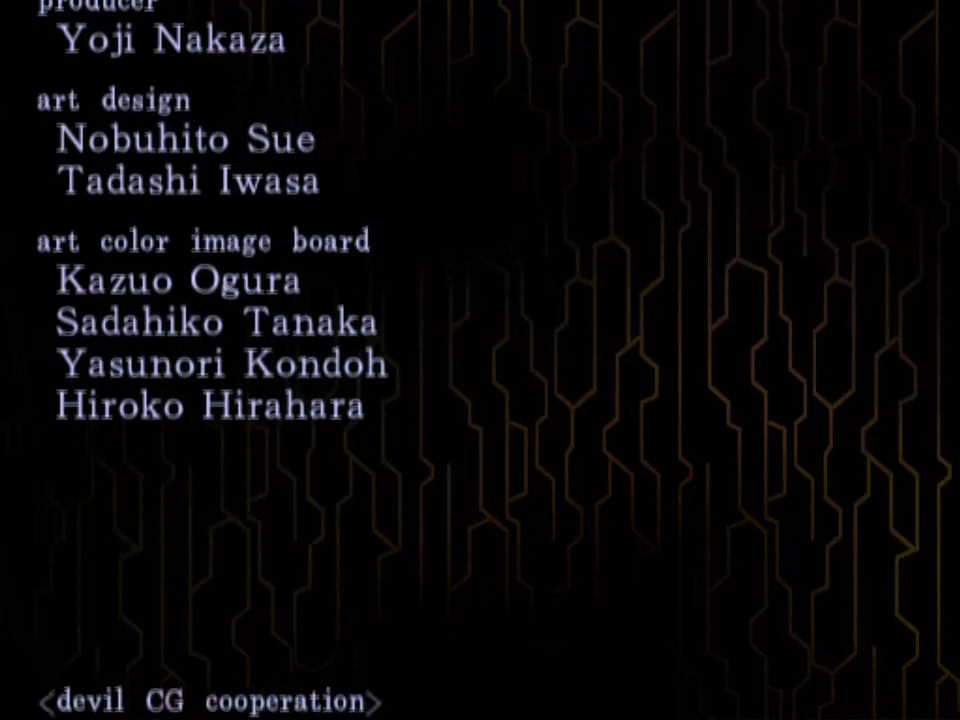 producer
Yoji Nakaza
art design
Nobuhito Sue
Tadashi Iwasa
art color image board
Kazuo Ogura
Sadahiko Tanaka
Yasunori Kondoh
Hiroko Hirahara
<devil CG cooperation>